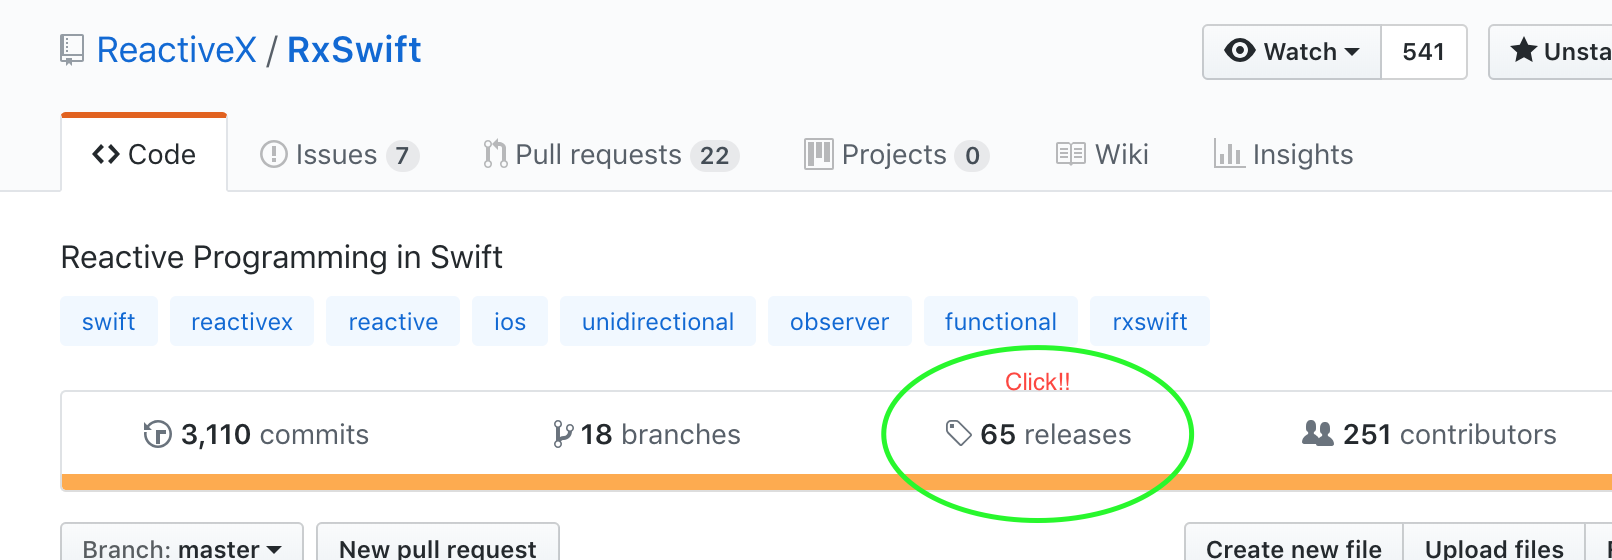 ReactiveX / RxSwift
Watch 541 Unsta
Code Issues 7 Pull requests 22 Projects 0 Wiki Insights
Reactive Programming in Swift
swift reactivex reactive ios unidirectional observer functional rxswift
Click!!
3,110 commits 18 branches 65 releases 251 contributors
Branch: master New pull request Create new file Upload files